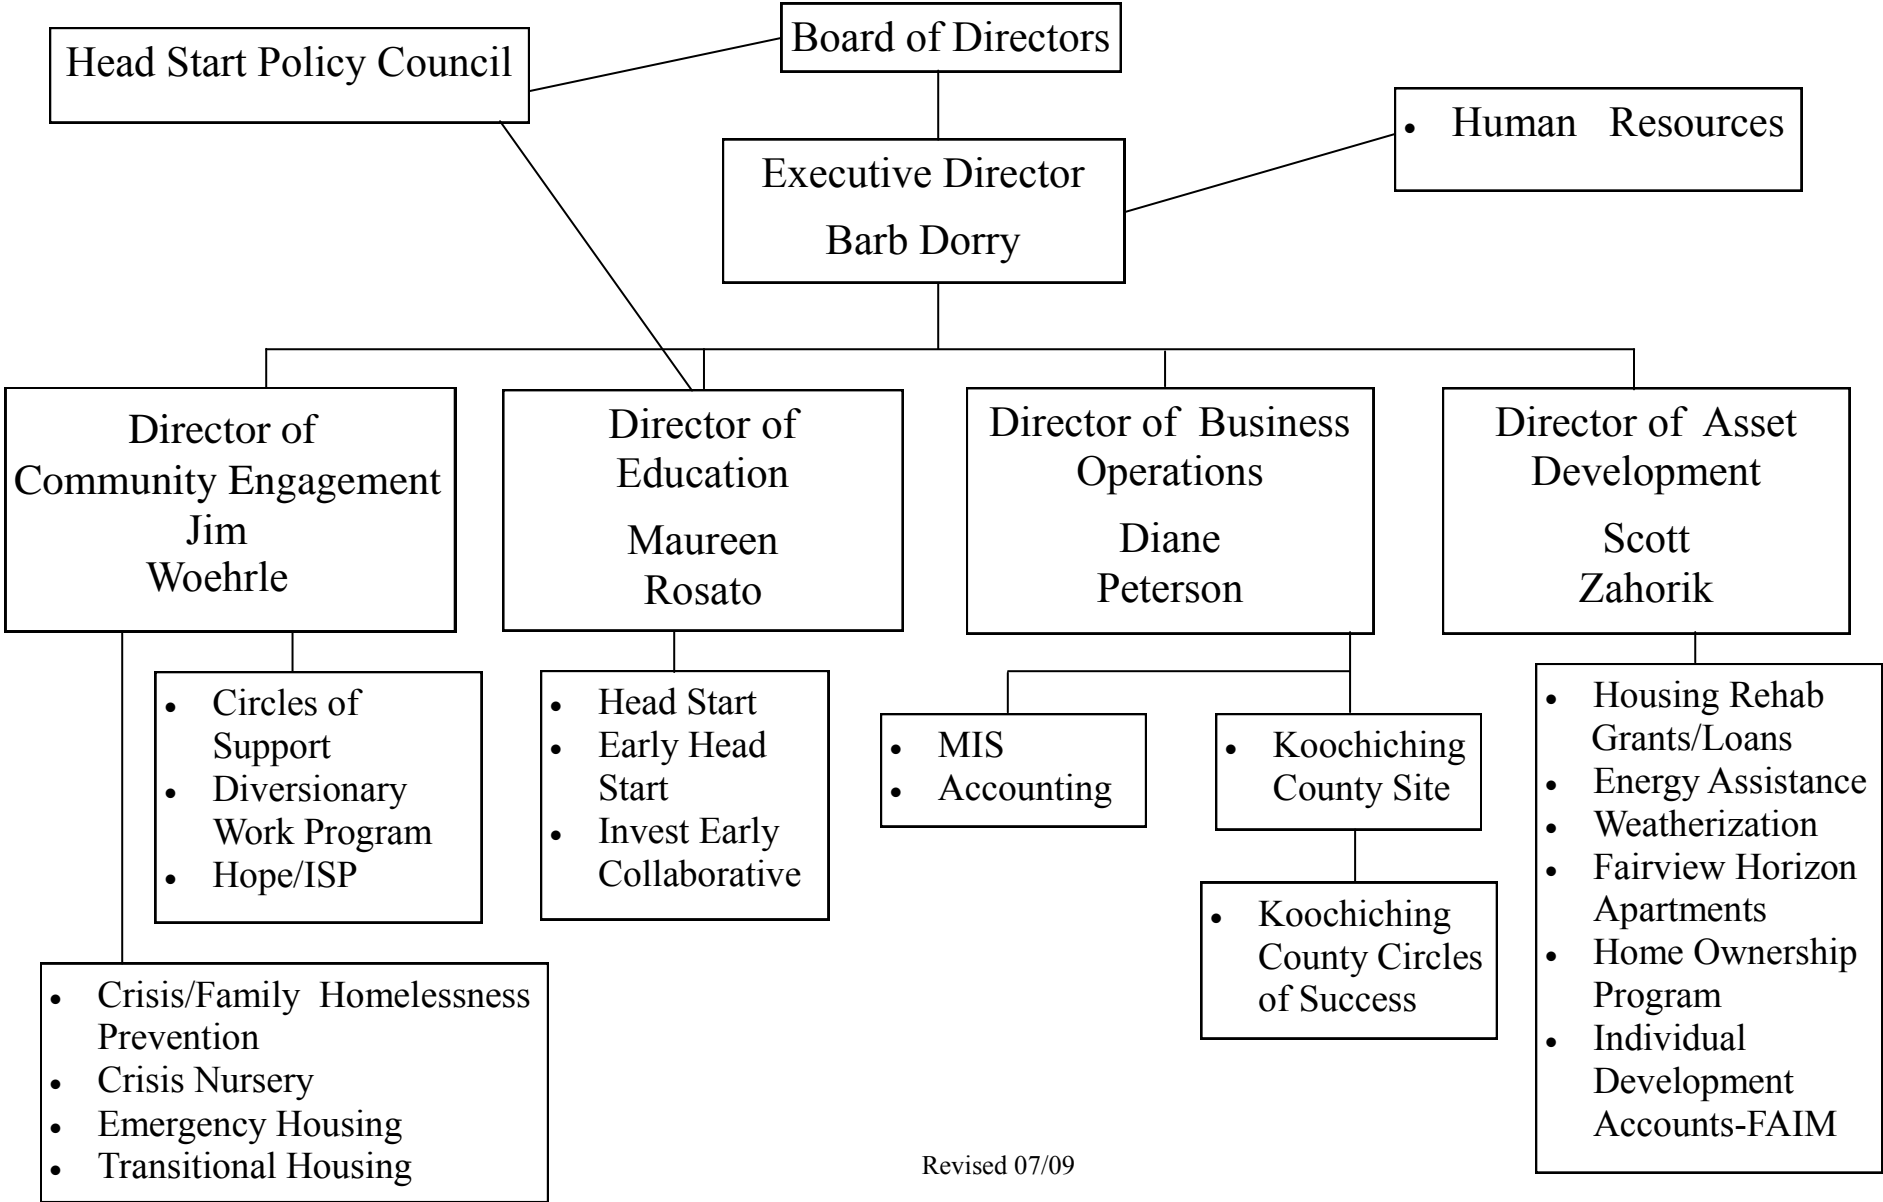 Board of Directors
Head Start Policy Council
• Human Resources
Executive Director
Barb Dorry
Director of
Community Engagement
Jim
Woehrle
Director of
Education
Maureen
Rosato
Director of Business
Operations
Diane
Peterson
Director of Asset
Development
Scott
Zahorik
• Circles of
Support
• Diversionary
Work Program
• Hope/ISP
• Crisis/Family Homelessness
Prevention
• Crisis Nursery
• Emergency Housing
• Transitional Housing
• Head Start
• Early Head
Start
• Invest Early
Collaborative
• MIS
• Accounting
• Koochiching
County Site
• Koochiching
County Circles
of Success
• Housing Rehab
Grants/Loans
• Energy Assistance
• Weatherization
• Fairview Horizon
Apartments
• Home Ownership
Program
• Individual
Development
Accounts-FAIM
Revised 07/09